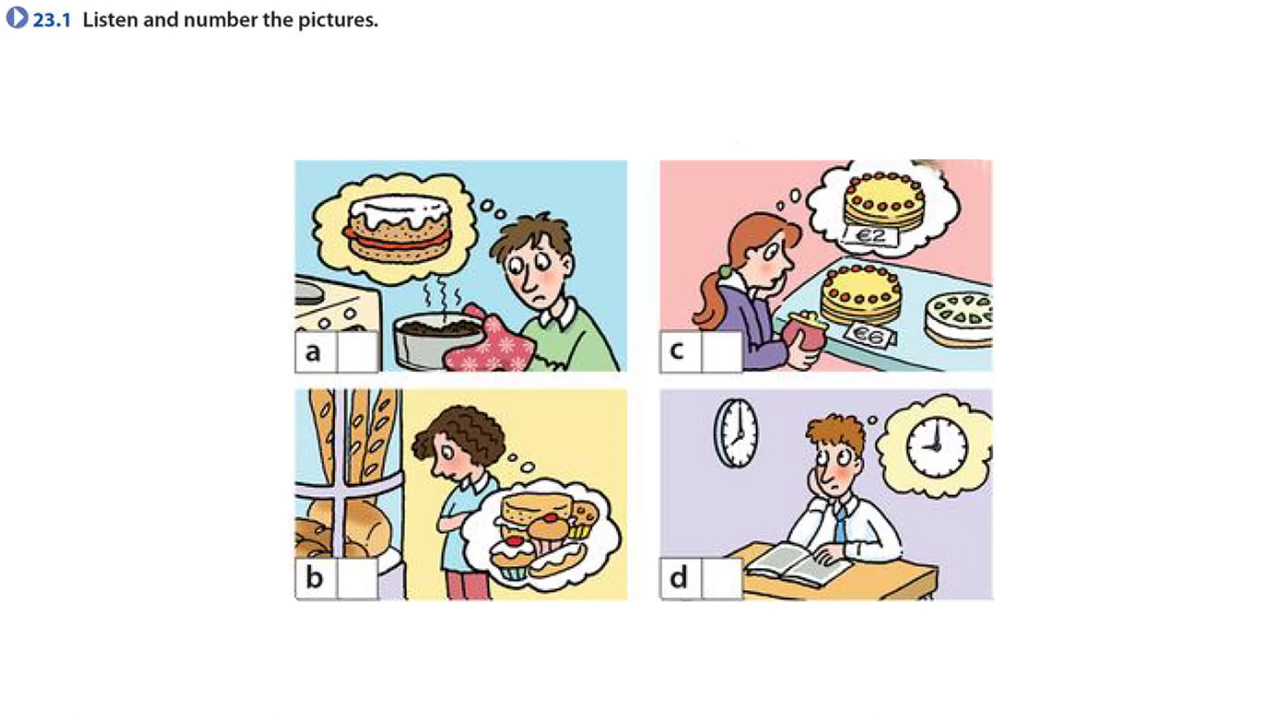 23.1 Listen and number the pictures.
a
€2
€6
c
b
d